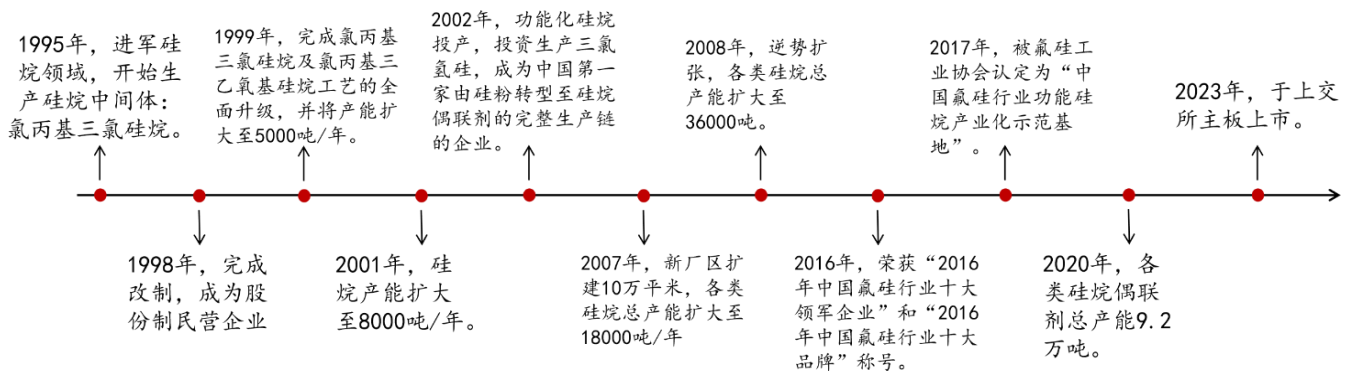 1995年，进军硅
烷领域，开始生
产硅烷中间体：
氯丙基三氯硅烷。
1998年，完成
改制，成为股
份制民营企业
1999年，完成氯丙基
三氯硅烷及氯丙基三
乙氧基硅烷工艺的全
面升级，并将产能扩
大至5000吨/年。
2001年，硅
烷产能扩大
至8000吨/年。
2002年，功能化硅烷
投产，投资生产三氯
氢硅，成为中国第一
家由硅粉转型至硅烷
偶联剂的完整生产链
的企业。
2007年，新厂区扩
建10万平米，各类
硅烷总产能扩大至
18000吨/年
2008年，逆势扩
张，各类硅烷总
产能扩大至
36000吨。
2016年，荣获“2016
年中国氟硅行业十大
领军企业”和“2016
年中国氟硅行业十大
品牌”称号。
2017年，被氟硅工
业协会认定为“中
国氟硅行业功能硅
烷产业化示范基
地”。
2020年，各
类硅烷偶联
剂总产能9.2
万吨。
2023年，于上交
所主板上市。